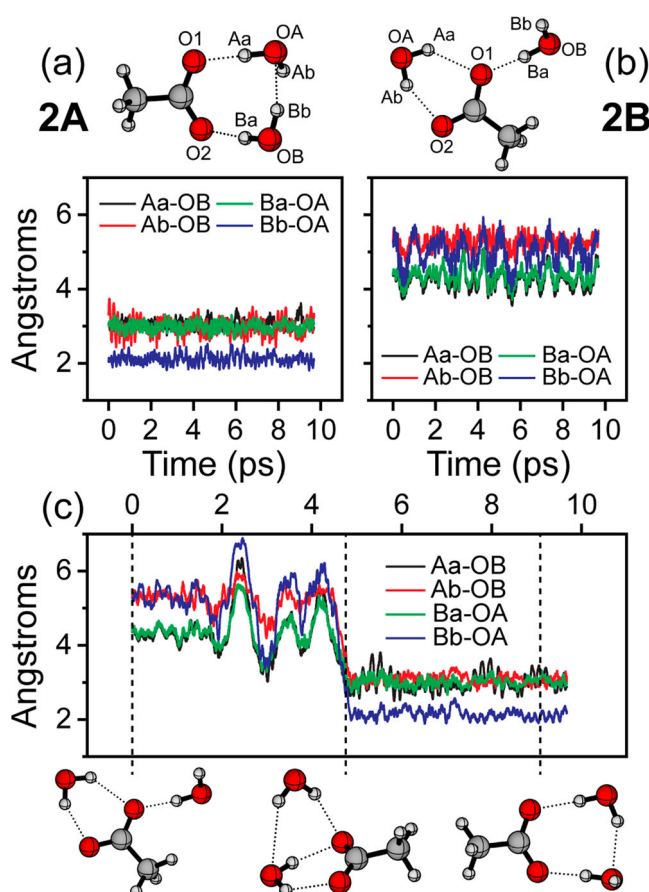 (a)
2A
O1
Aa
OA
Ab
Bb
Ba
O2
OB
(b)
2B
OA
Aa
O1
Bb
OB
Ba
Ab
O2
Angstroms
6
4
2
Aa-OB Ba-OA
Ab-OB Bb-OA
0 2 4 6 8 10
Time (ps)
Aa-OB Ba-OA
Ab-OB Bb-OA
0 2 4 6 8 10
Time (ps)
(c)
0 2 4 6 8 10
Angstroms
6
4
2
Aa-OB
Ab-OB
Ba-OA
Bb-OA